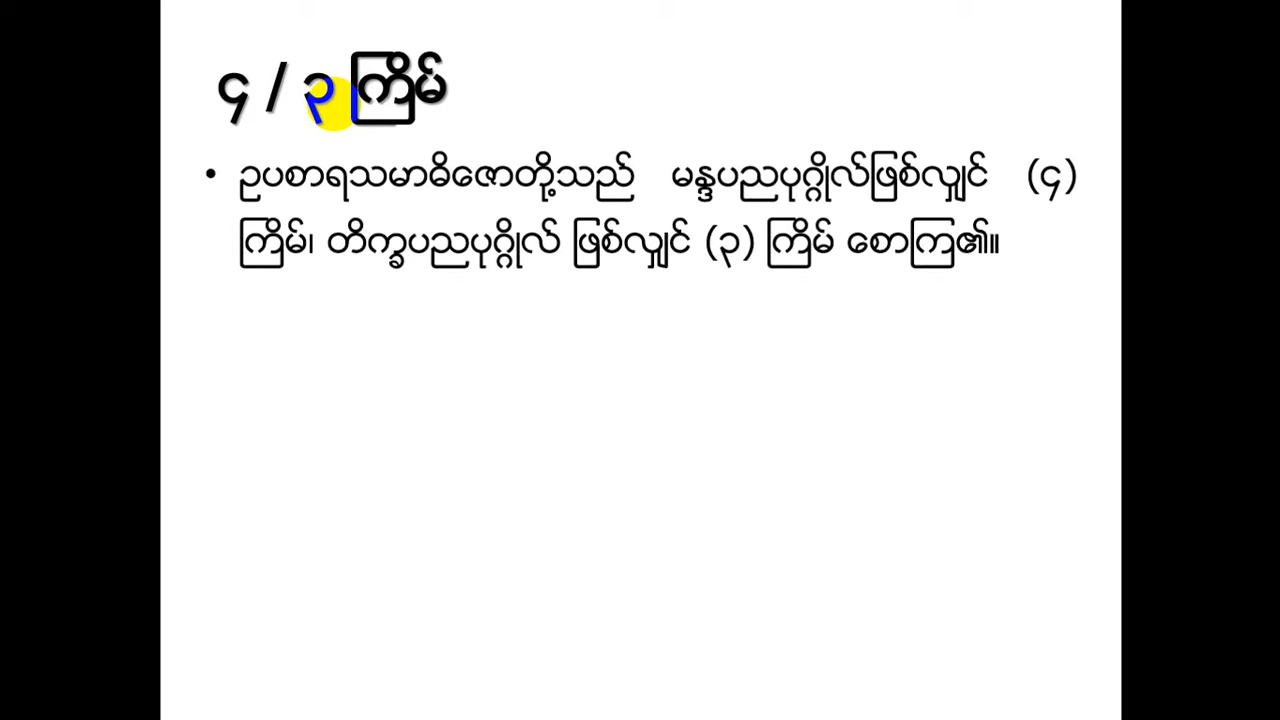 ၄ / ၃ ကြိမ်
• ဥပစာရသမာဓိဇောတို့သည် မန္ဒပညပုဂ္ဂိုလ်ဖြစ်လျှင် (၄)
ကြိမ်၊ တိက္ခပညပုဂ္ဂိုလ် ဖြစ်လျှင် (၃) ကြိမ် စောကြ၏။